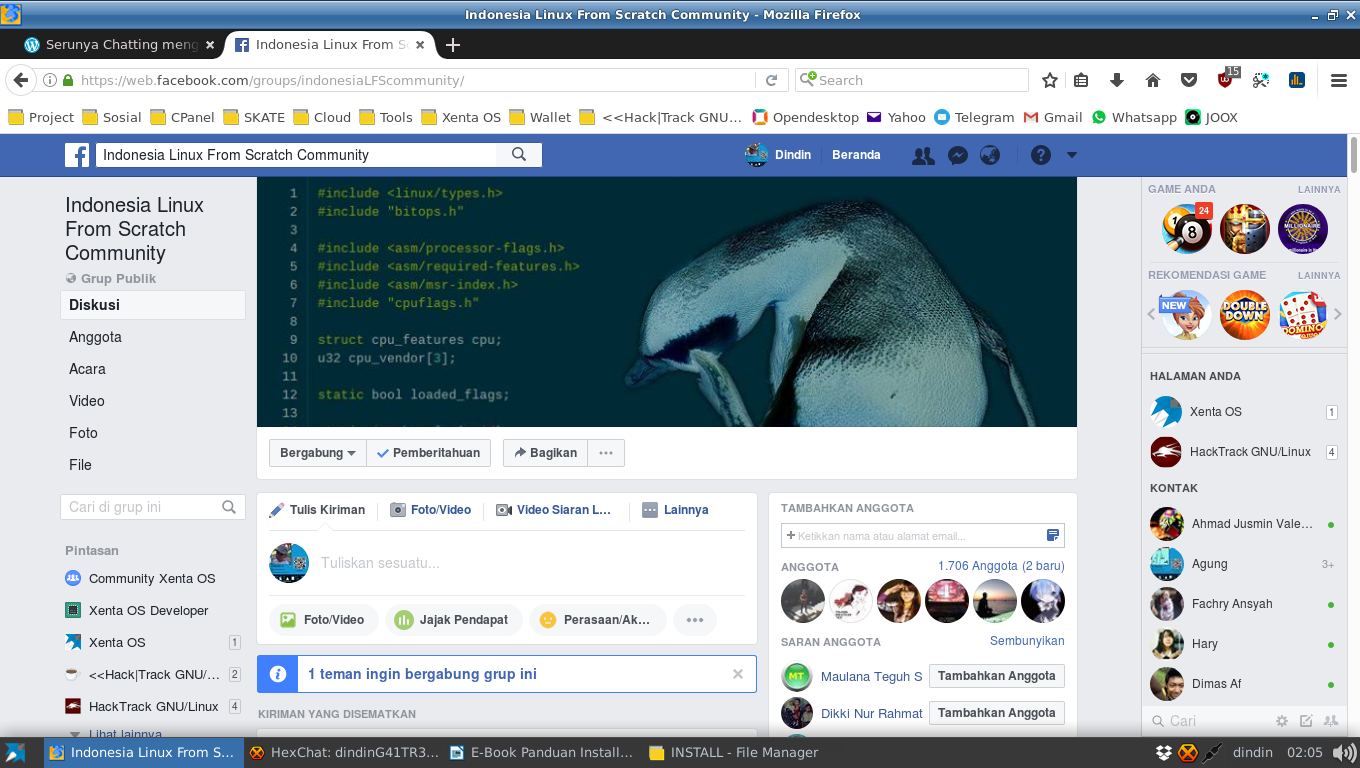 Indonesia Linux From Scratch Community - Mozilla Firefox
Serunya Chatting meng
Indonesia Linux From Sc
https://web.facebook.com/groups/indonesiaLFScommunity/
Search
15
Project Sosial CPanel SKATE Cloud Tools Xenta OS Wallet <<Hack|Track GNU... Opendesktop Yahoo Telegram Gmail Whatsapp JOOX
Indonesia Linux From Scratch Community
Dindin
Beranda
Indonesia Linux
From Scratch
Community
Grup Publik
Diskusi
Anggota
Acara
Video
Foto
File
Cari di grup ini
Pintasan
Community Xenta OS
Xenta OS Developer
Xenta OS 1
<<Hack|Track GNU/... 2
HackTrack GNU/Linux 4
Lihat lainnya
1 #include <linux/types.h>
2 #include "bitops.h"
3
4 #include <asm/processor-flags.h>
5 #include <asm/required-features.h>
6 #include <asm/msr-index.h>
7 #include "cpuflags.h"
8
9 struct cpu_features cpu;
10 u32 cpu_vendor[3];
11
12 static bool loaded_flags;
13
Bergabung Pemberitahuan Bagikan ...
Tulis Kiriman Foto/Video Video Siaran L... Lainnya
Tuliskan sesuatu...
Foto/Video Jajak Pendapat Perasaan/Ak...
1 teman ingin bergabung grup ini
KIRIMAN YANG DISEMATKAN
TAMBAHKAN ANGGOTA
Ketikkan nama atau alamat email...
ANGGOTA 1.706 Anggota (2 baru)
SARAN ANGGOTA Sembunyikan
MT Maulana Teguh S Tambahkan Anggota
Dikki Nur Rahmat Tambahkan Anggota
GAME ANDA LAINNYA
24
8
MILLIONAIRE
REKOMENDASI GAME LAINNYA
NEW
DOUBLE
DOWN
DOMINO
HALAMAN ANDA
Xenta OS 1
HackTrack GNU/Linux 4
KONTAK
Ahmad Jusmin Vale...
Agung 3+
Fachry Ansyah
Hary
Dimas Af
Cari
Indonesia Linux From S... HexChat: dindinG41TR3... E-Book Panduan Install... INSTALL - File Manager dindin 02:05